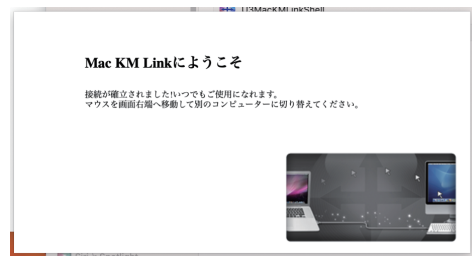 U3MacKMLinkShell
Mac KM Linkにようこそ
接続が確立されました!いつでもご使用になれます。
マウスを画面右端へ移動して別のコンピューターに切り替えてください。